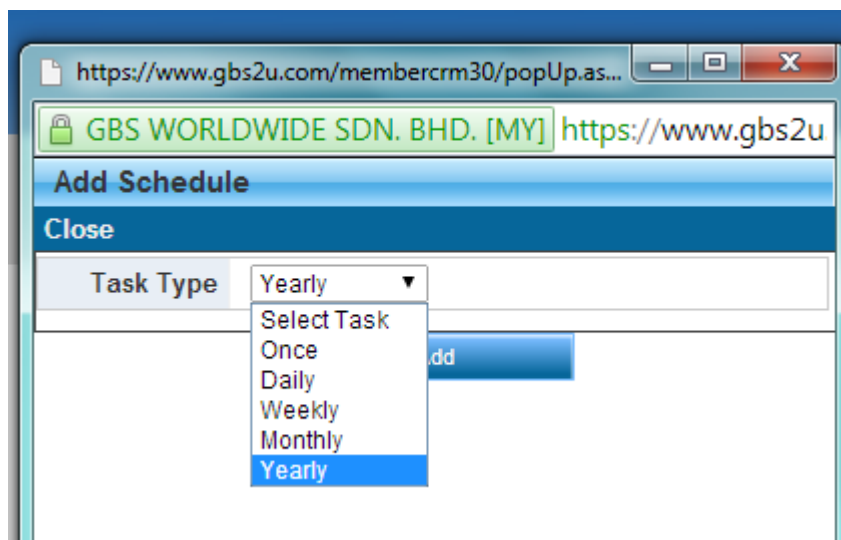 https://www.gbs2u.com/membercrm30/popUp.as...
GBS WORLDWIDE SDN. BHD. [MY] https://www.gbs2u
Add Schedule
Close
Task Type Yearly
Select Task
Once
dd
Daily
Weekly
Monthly
Yearly